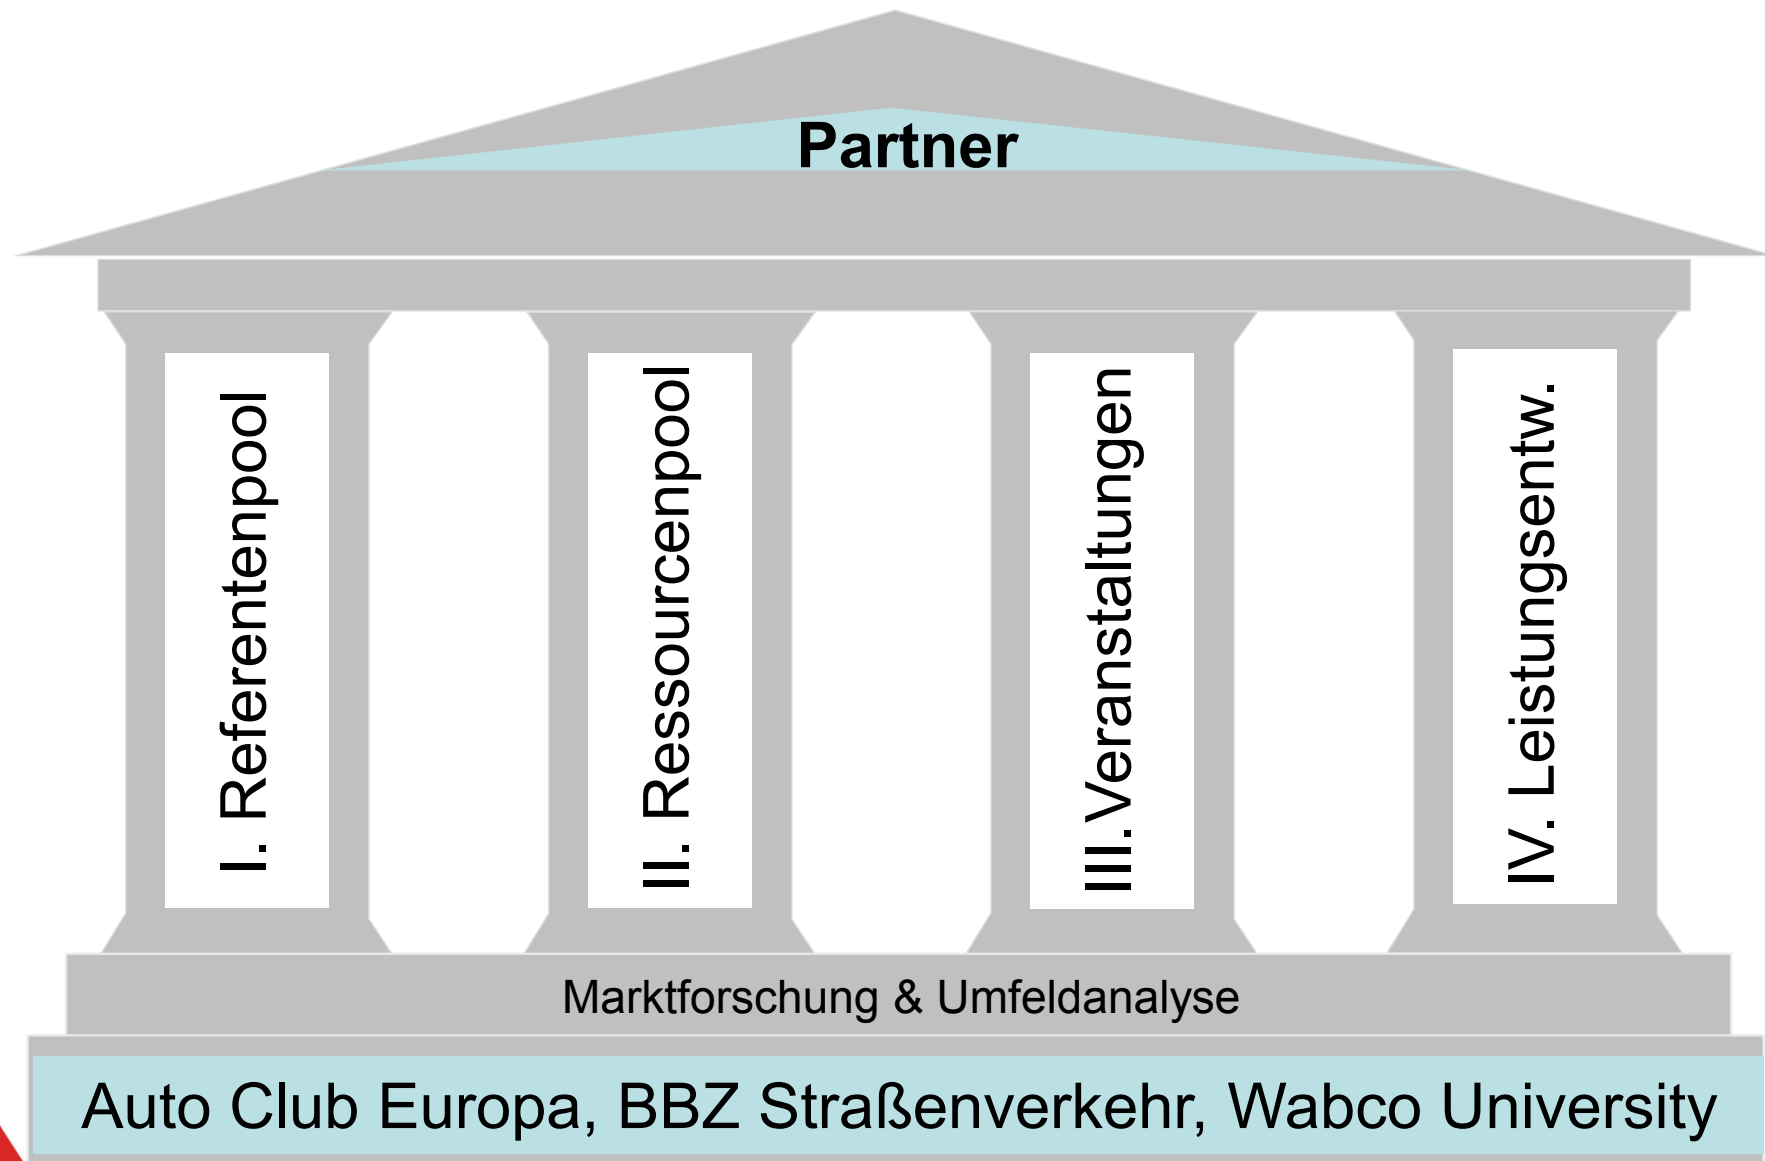 Partner
I. Referentenpool
II. Ressourcenpool
III.Veranstaltungen
IV. Leistungsentw.
Marktforschung & Umfeldanalyse
Auto Club Europa, BBZ Straßenverkehr, Wabco University